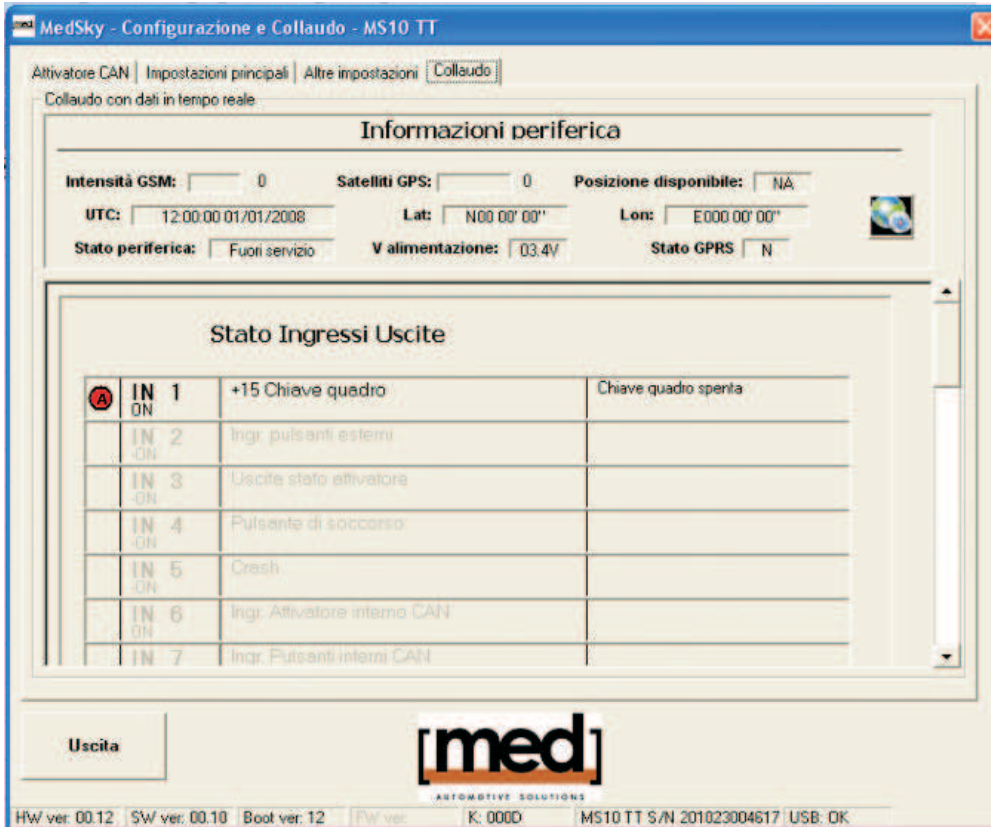 MedSky - Configurazione e Collaudo - MS10 TT
Attivatore CAN Impostazioni principali Altre impostazioni Collaudo
Collaudo con dati in tempo reale
Informazioni periferica
Intensità GSM: 0 Satelliti GPS: 0 Posizione disponibile: NA
UTC: 12:00:00 01/01/2008 Lat: N00 00' 00'' Lon: E000 00' 00''
Stato periferica: Fuori servizio V alimentazione: 03.4V Stato GPRS N
Stato Ingressi Uscite
A IN 1 +15 Chiave quadro Chiave quadro spenta
ON
IN 2 Ingr. pulsanti esterni
-ON
IN 3 Uscita stato attivatore
-ON
IN 4 Pulsante di soccorso
-ON
IN 5 Crash
-ON
IN 6 Ingr. Attivatore interno CAN
ON
IN 7 Ingr. Pulsanti interni CAN
Uscita
[med]
AUTOMOTIVE SOLUTIONS
HW ver: 00.12 SW ver: 00.10 Boot ver: 12 FW ver: K: 000D MS10 TT S/N 201023004617 USB: OK